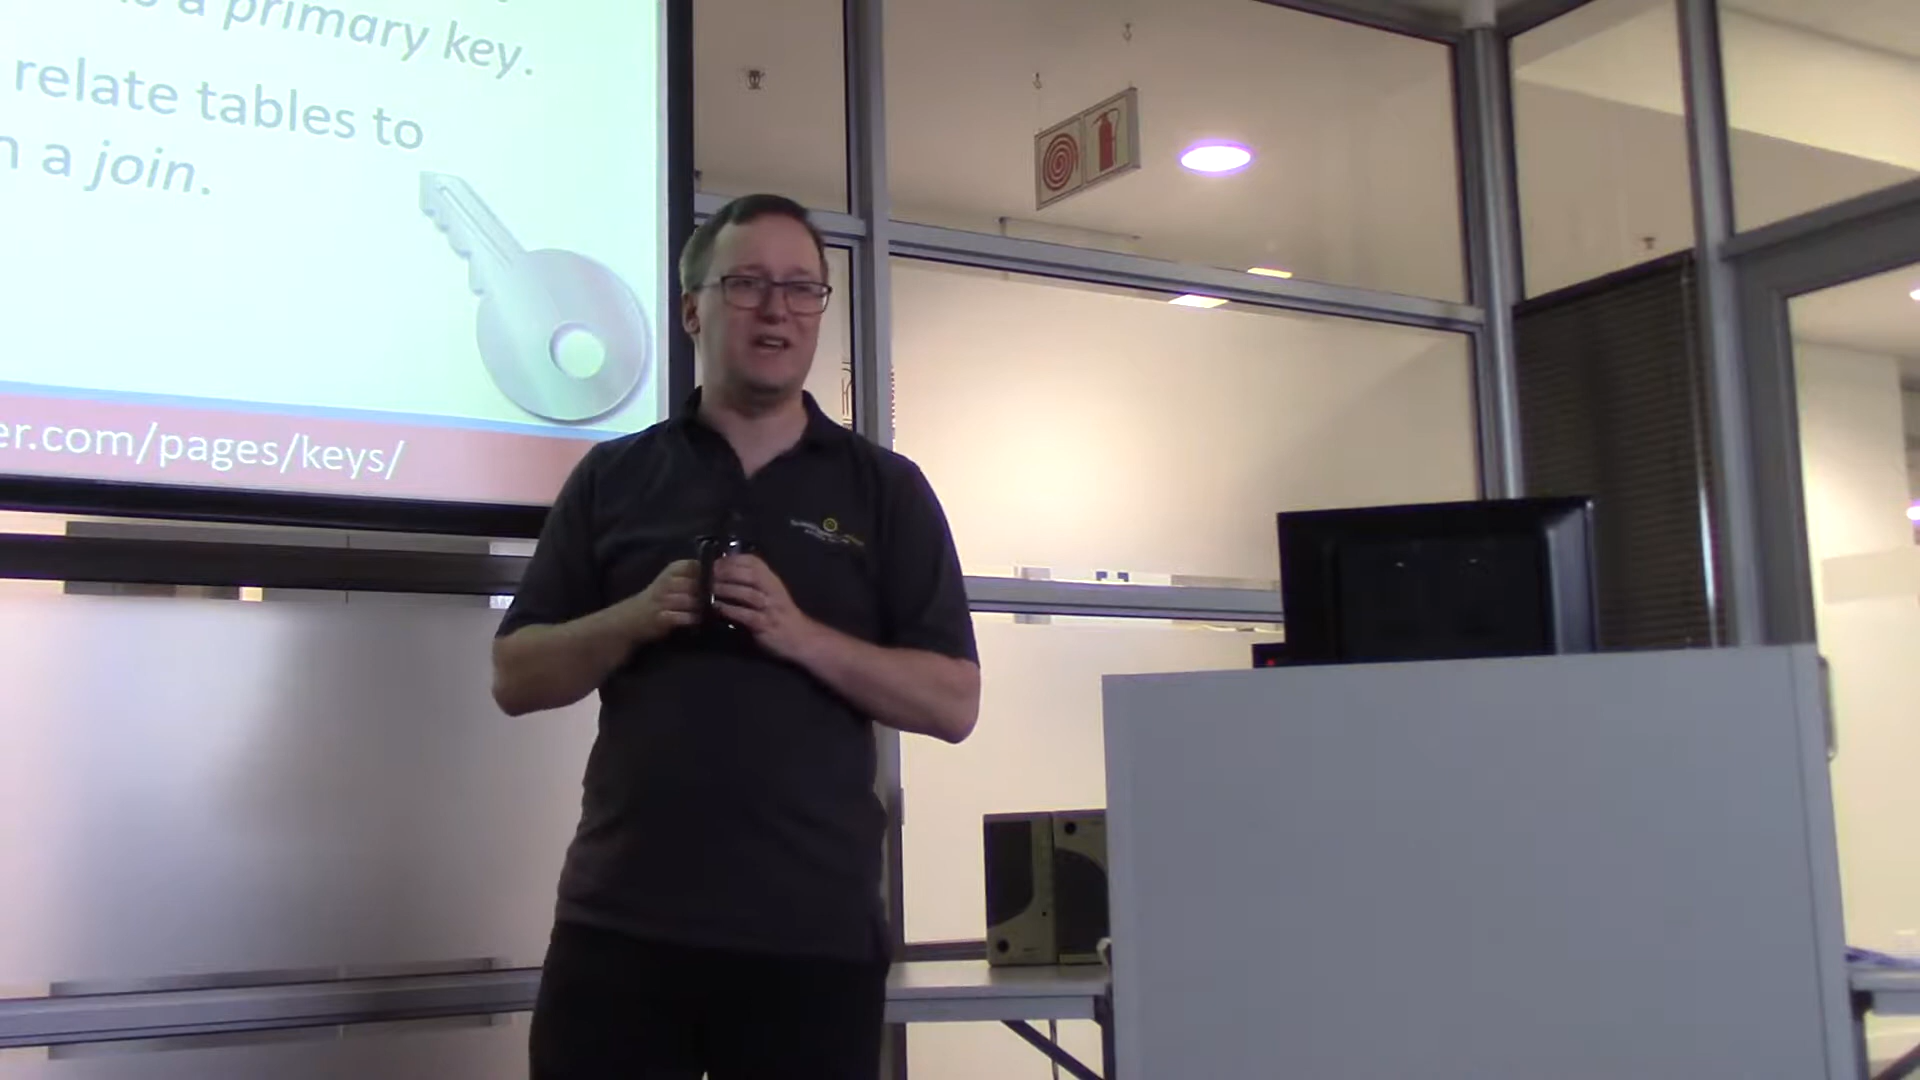 a primary key.
relate tables to
a join.
er.com/pages/keys/